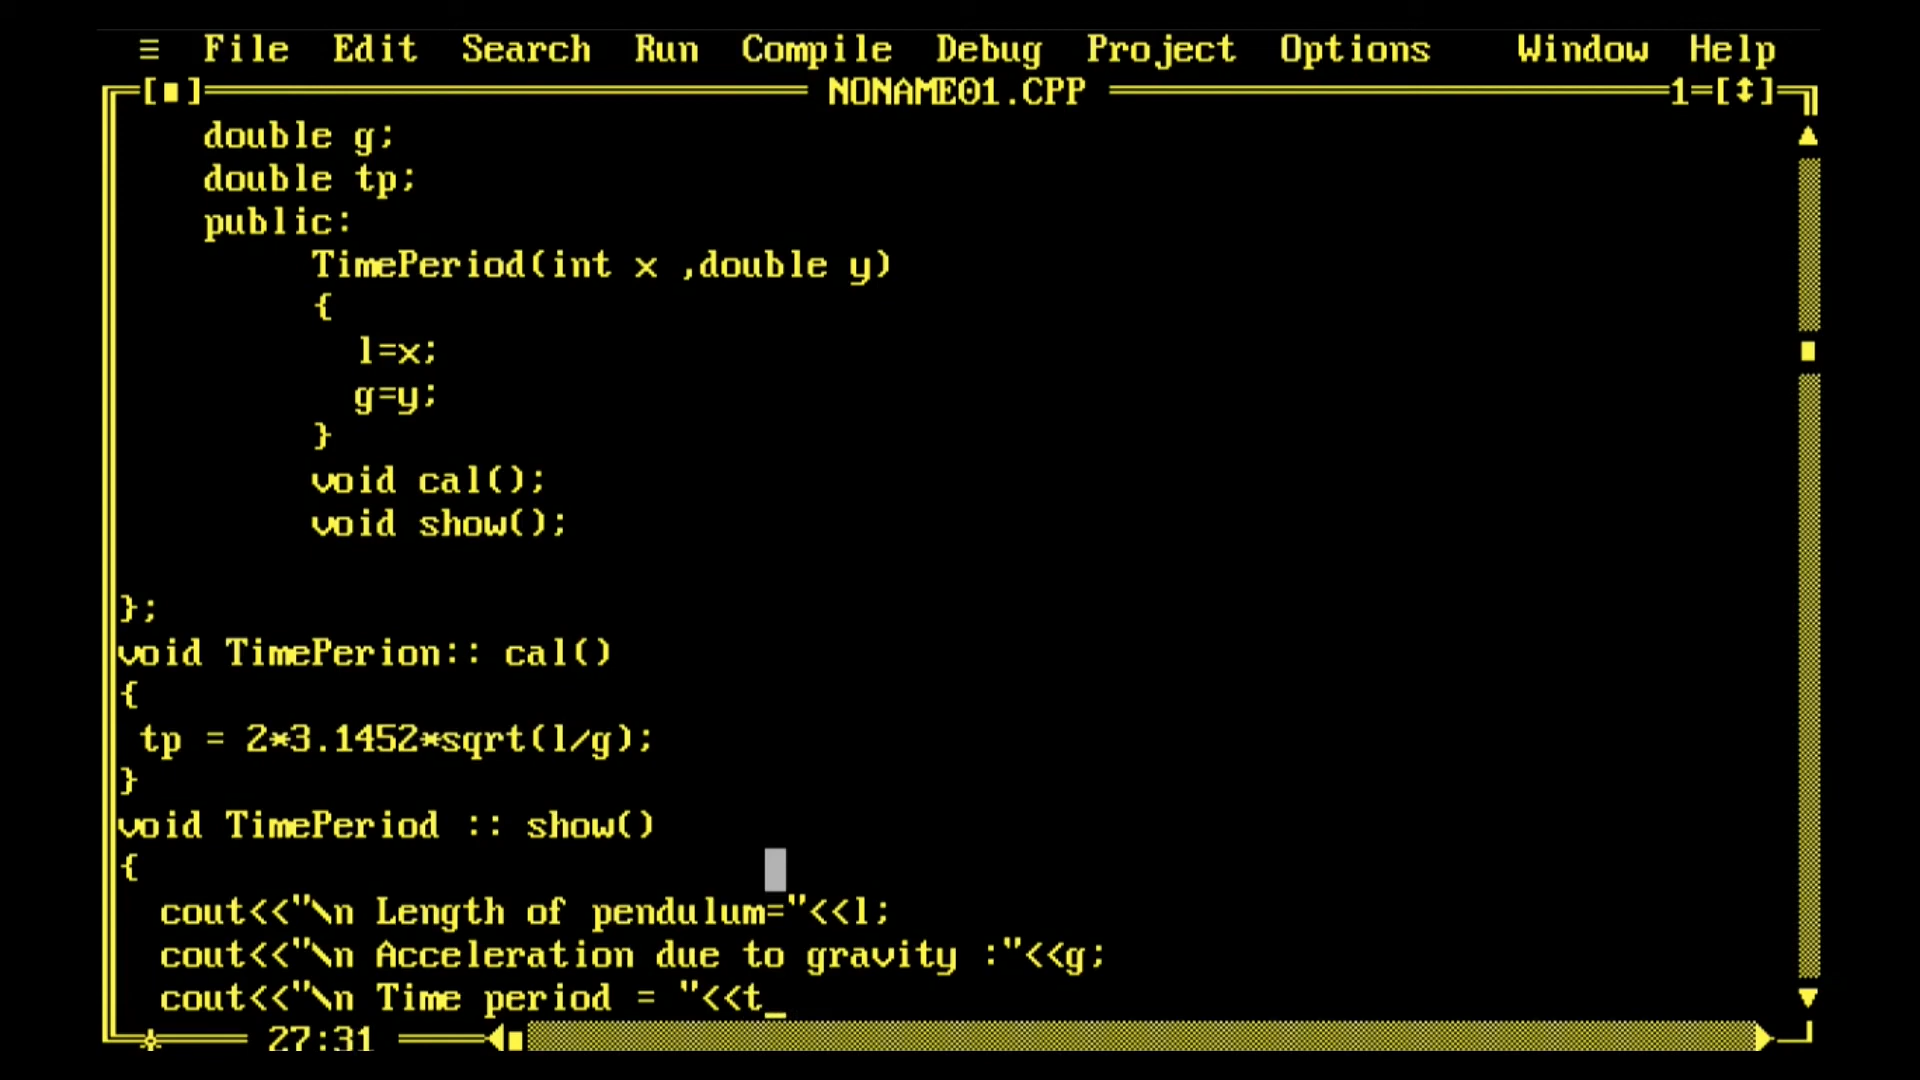 ≡ File Edit Search Run Compile Debug Project Options Window Help
[■] NONAME01.CPP 1=[↕]
double g;
double tp;
public:
TimePeriod(int x ,double y)
{
l=x;
g=y;
}
void cal();
void show();
};
void TimePerion:: cal()
{
tp = 2*3.1452*sqrt(l/g);
}
void TimePeriod :: show()
{
cout<<"\n Length of pendulum="<<l;
cout<<"\n Acceleration due to gravity :"<<g;
cout<<"\n Time period = "<<t_
27:31